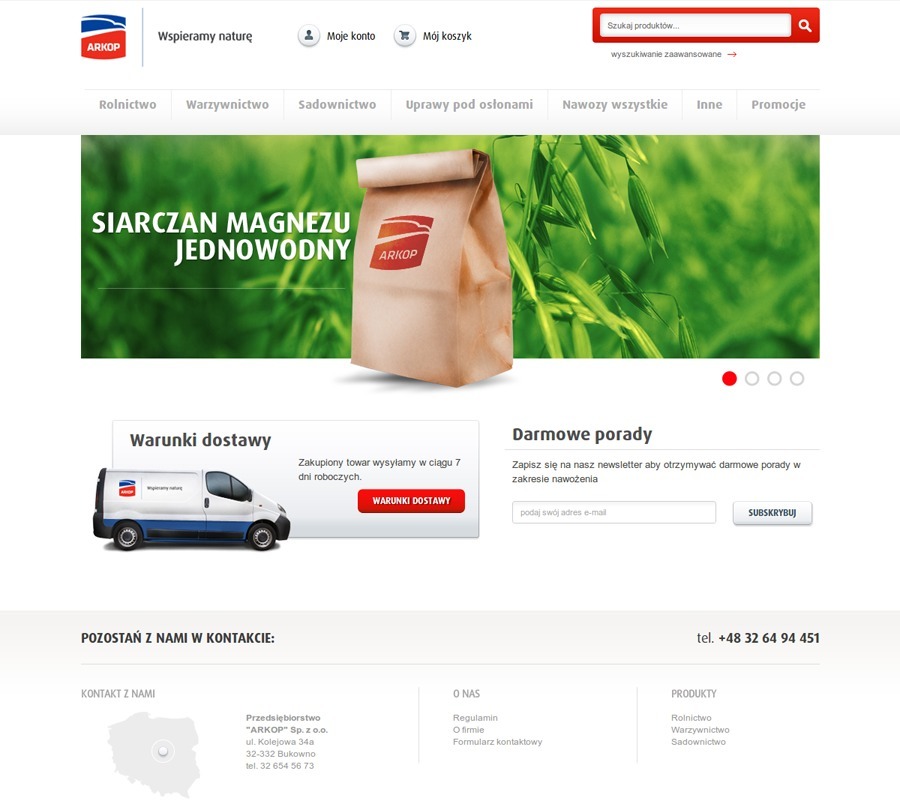 ARKOP
Wspieramy naturę
Moje konto
Mój koszyk
Szukaj produktów...
wyszukiwanie zaawansowane
Rolnictwo
Warzywnictwo
Sadownictwo
Uprawy pod osłonami
Nawozy wszystkie
Inne
Promocje
SIARCZAN MAGNEZU
JEDNOWODNY
ARKOP
Warunki dostawy
Zakupiony towar wysyłamy w ciągu 7
dni roboczych.
WARUNKI DOSTAWY
ARKOP
Wspieramy naturę
Darmowe porady
Zapisz się na nasz newsletter aby otrzymywać darmowe porady w
zakresie nawożenia
podaj swój adres e-mail
SUBSKRYBUJ
POZOSTAŃ Z NAMI W KONTAKCIE:
tel. +48 32 64 94 451
KONTAKT Z NAMI
Przedsiębiorstwo
"ARKOP" Sp. z o.o.
ul. Kolejowa 34a
32-332 Bukowno
tel. 32 654 56 73
O NAS
Regulamin
O firmie
Formularz kontaktowy
PRODUKTY
Rolnictwo
Warzywnictwo
Sadownictwo